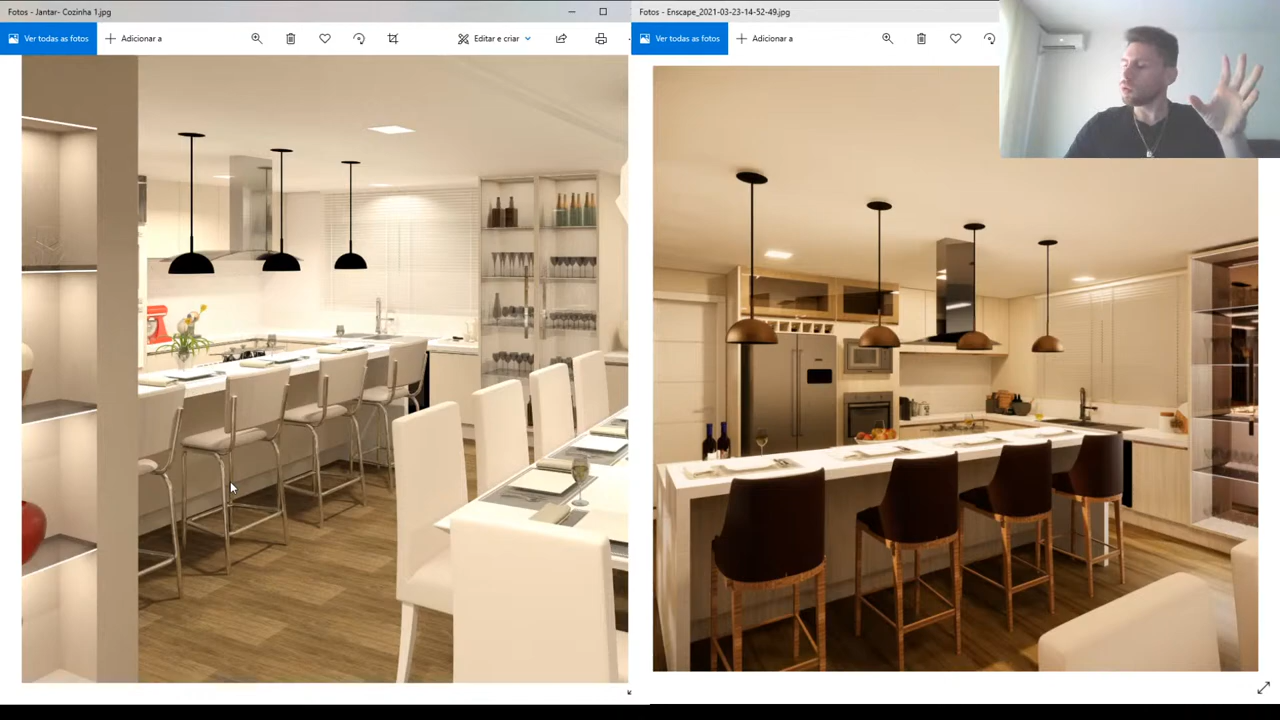 Fotos - Jantar- Cozinha 1.jpg
Ver todas as fotos
Adicionar a
Editar e criar
Fotos - Enscape_2021-03-23-14-52-49.jpg
Ver todas as fotos
Adicionar a